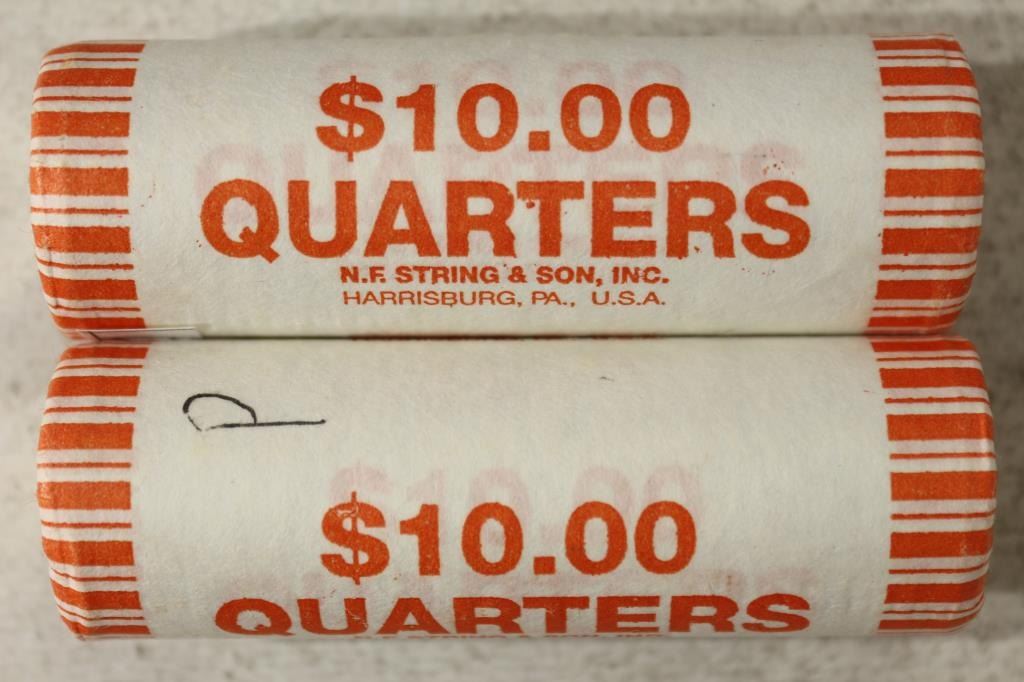 $10.00
QUARTERS
N.F. STRING & SON, INC.
HARRISBURG, PA., U.S.A.
P
$10.00
QUARTERS